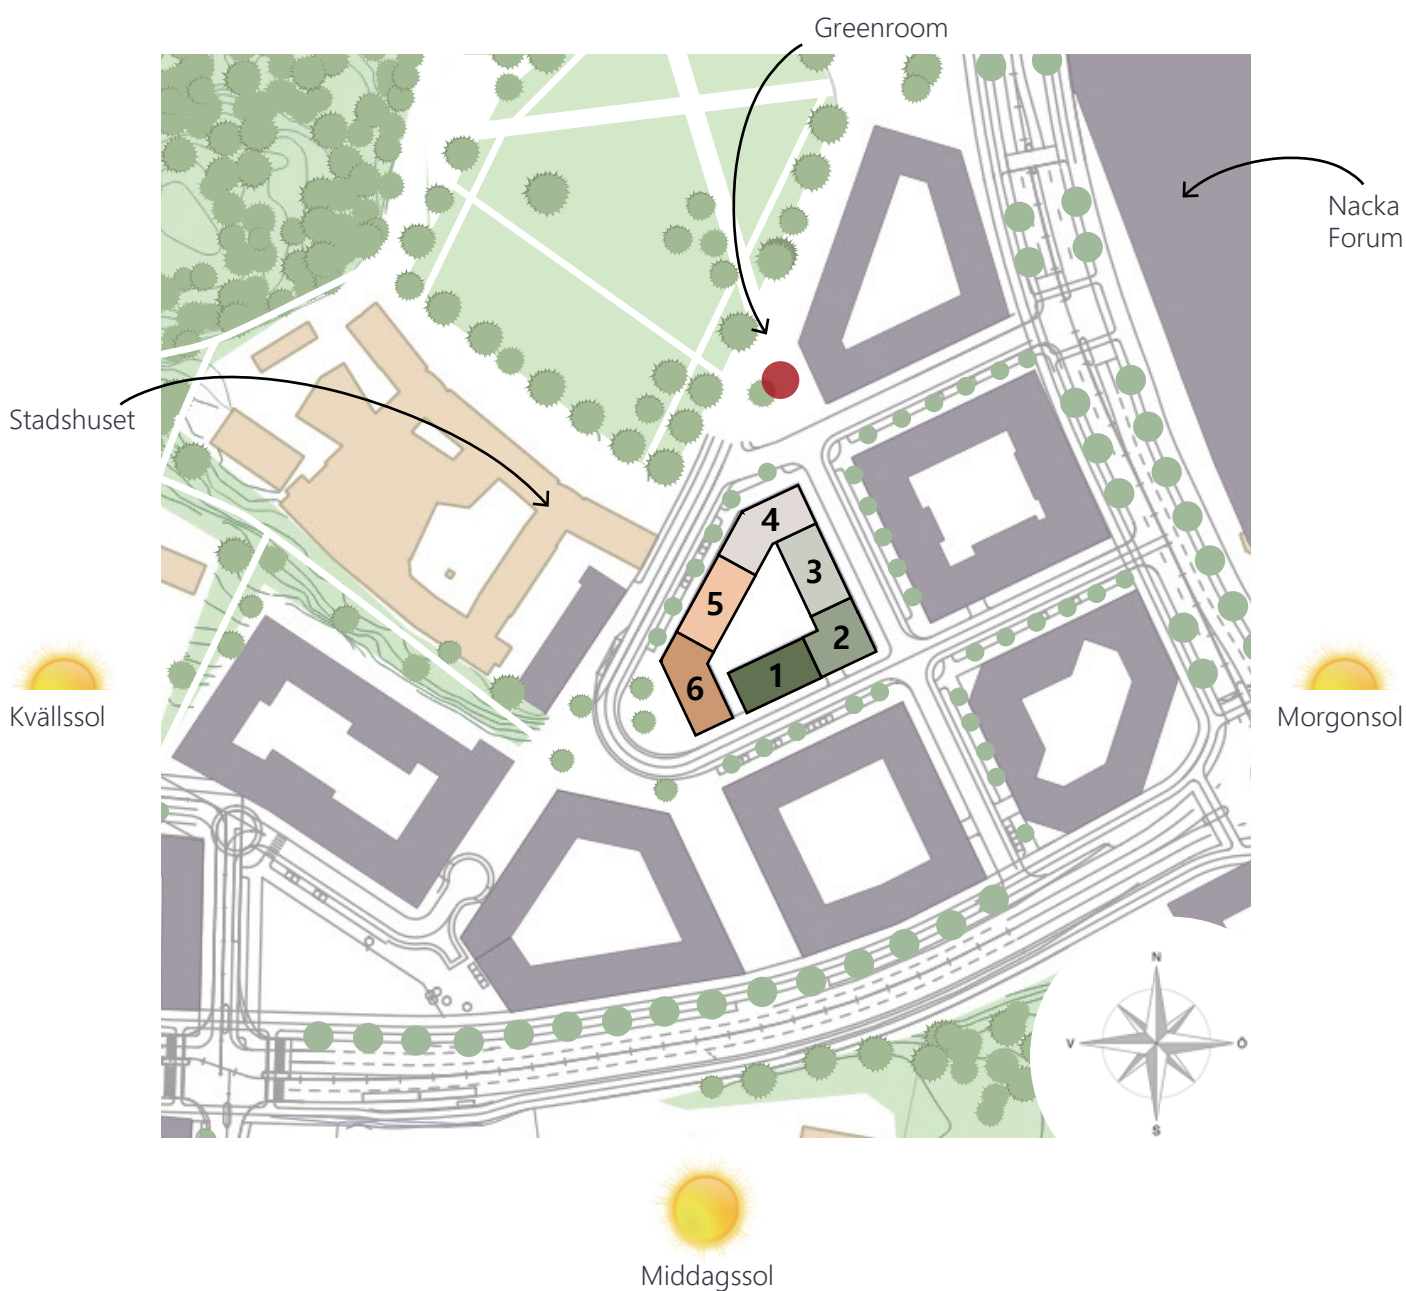 Greenroom
Nacka
Forum
Stadshuset
4
3
5
2
1
6
Kvällssol
Morgonsol
N
V
Ö
S
Middagssol